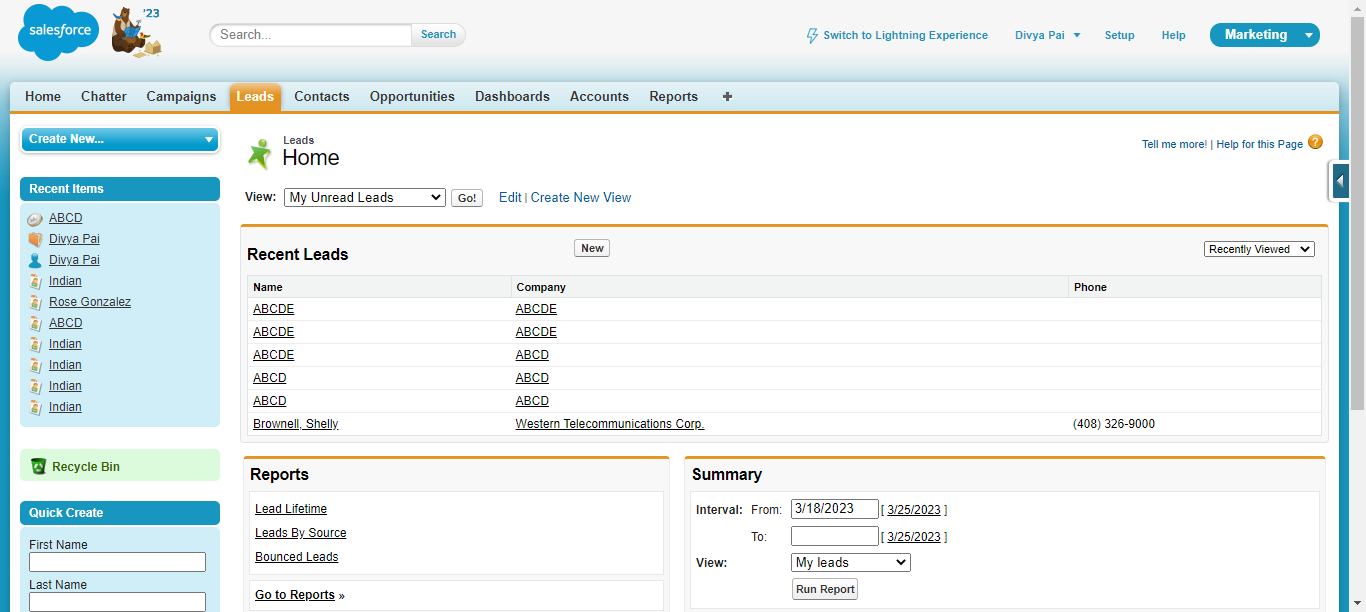 salesforce
'23
Search...
Search
Switch to Lightning Experience
Divya Pai
Setup
Help
Marketing
Home
Chatter
Campaigns
Leads
Contacts
Opportunities
Dashboards
Accounts
Reports
Create New...
Recent Items
ABCD
Divya Pai
Divya Pai
Indian
Rose Gonzalez
ABCD
Indian
Indian
Indian
Indian
Recycle Bin
Quick Create
First Name
Last Name
Leads
Home
Tell me more! | Help for this Page
View: My Unread Leads Go! Edit | Create New View
Recent Leads New Recently Viewed
Name Company Phone
ABCDE ABCDE
ABCDE ABCDE
ABCDE ABCD
ABCD ABCD
ABCD ABCD
Brownell, Shelly Western Telecommunications Corp. (408) 326-9000
Reports
Lead Lifetime
Leads By Source
Bounced Leads
Go to Reports »
Summary
Interval: From: 3/18/2023 [ 3/25/2023 ]
To: [ 3/25/2023 ]
View: My leads
Run Report